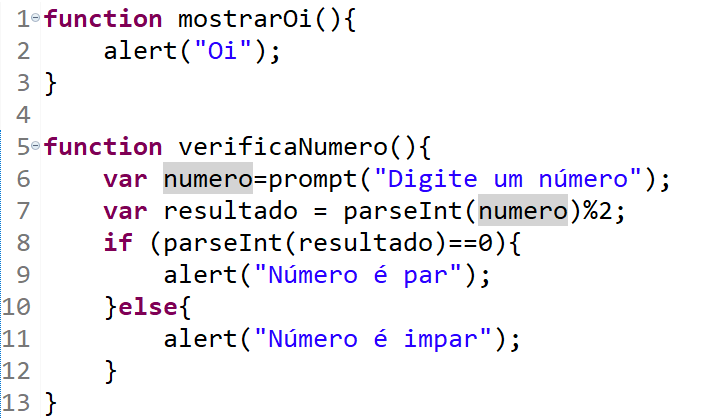 1 function mostrarOi(){
2     alert("Oi");
3 }
4
5 function verificaNumero(){
6     var numero=prompt("Digite um número");
7     var resultado = parseInt(numero)%2;
8     if (parseInt(resultado)==0){
9         alert("Número é par");
10     }else{
11         alert("Número é impar");
12     }
13 }